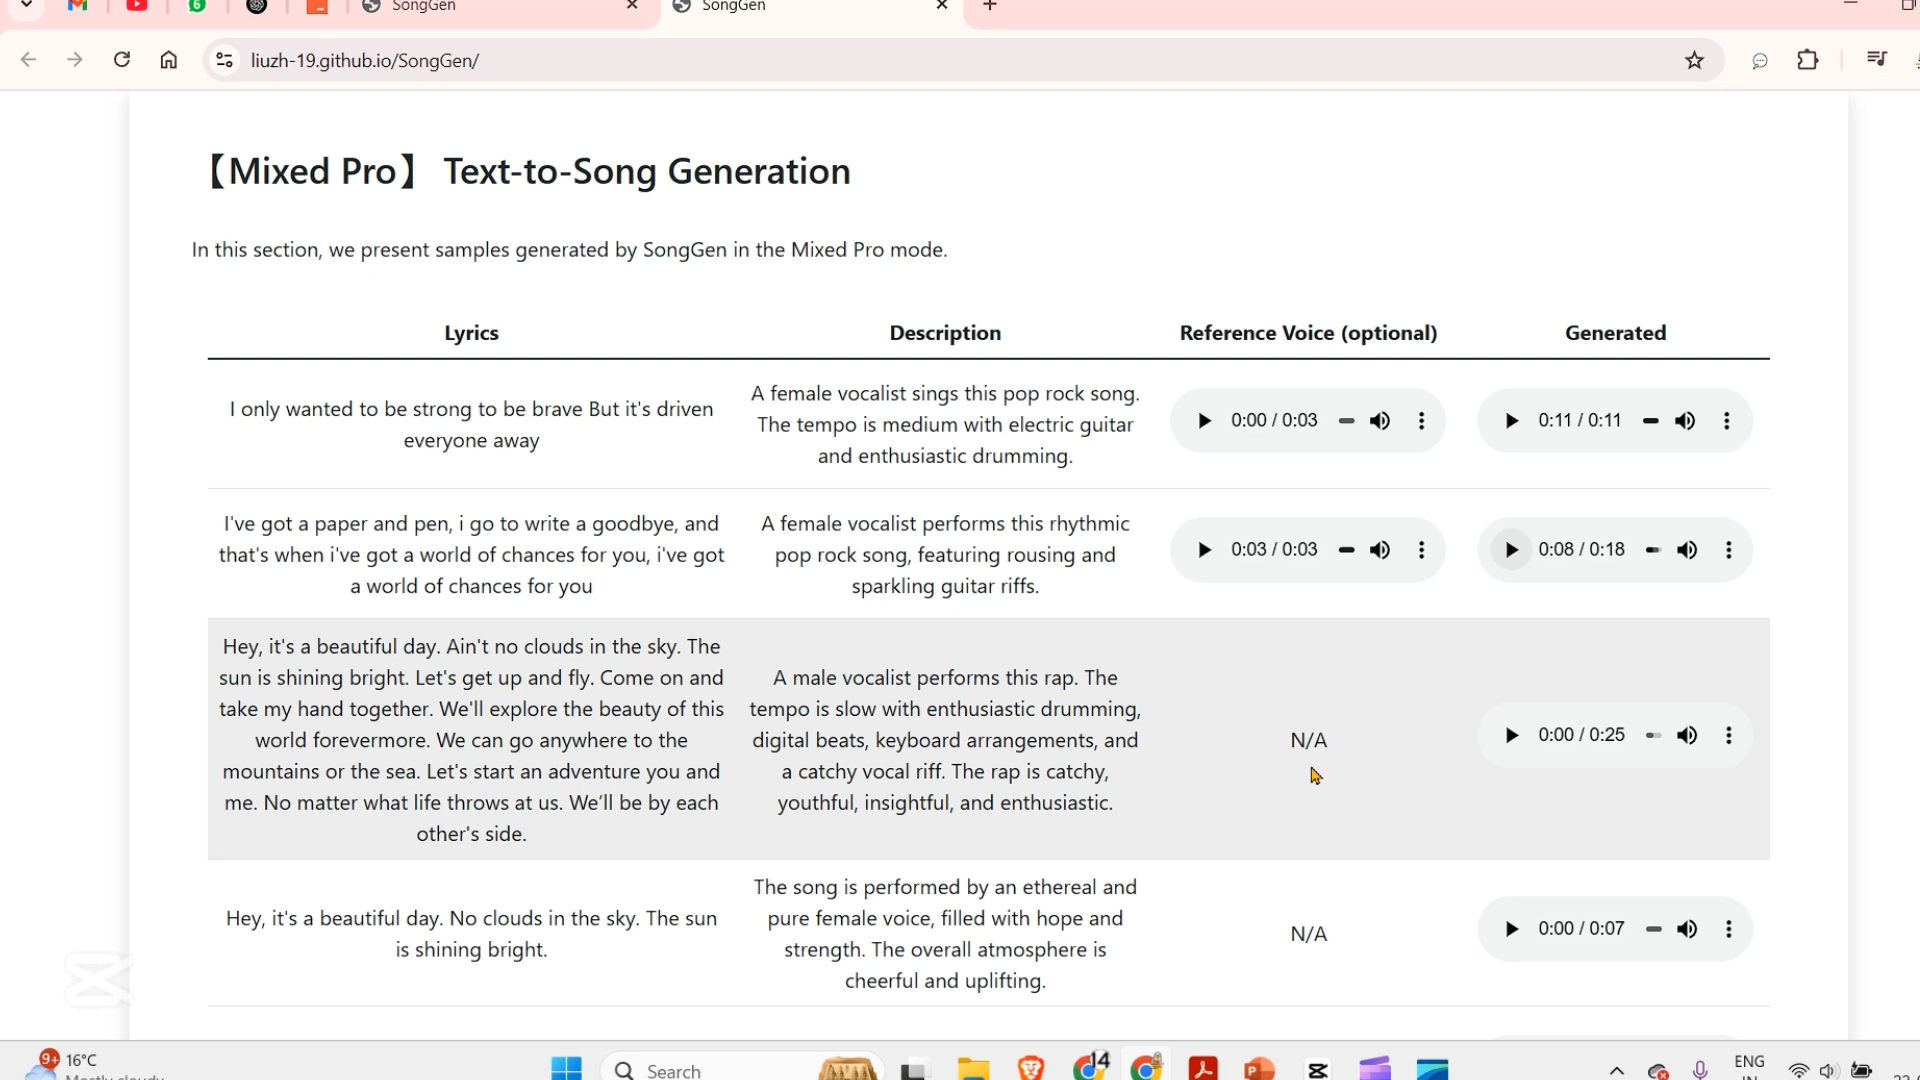 SongGen
SongGen
liuzh-19.github.io/SongGen/
【Mixed Pro】 Text-to-Song Generation
In this section, we present samples generated by SongGen in the Mixed Pro mode.
Lyrics
Description
Reference Voice (optional)
Generated
I only wanted to be strong to be brave But it's driven
everyone away
A female vocalist sings this pop rock song.
The tempo is medium with electric guitar
and enthusiastic drumming.
0:00 / 0:03
0:11 / 0:11
I've got a paper and pen, i go to write a goodbye, and
that's when i've got a world of chances for you, i've got
a world of chances for you
A female vocalist performs this rhythmic
pop rock song, featuring rousing and
sparkling guitar riffs.
0:03 / 0:03
0:08 / 0:18
Hey, it's a beautiful day. Ain't no clouds in the sky. The
sun is shining bright. Let's get up and fly. Come on and
take my hand together. We'll explore the beauty of this
world forevermore. We can go anywhere to the
mountains or the sea. Let's start an adventure you and
me. No matter what life throws at us. We'll be by each
other's side.
A male vocalist performs this rap. The
tempo is slow with enthusiastic drumming,
digital beats, keyboard arrangements, and
a catchy vocal riff. The rap is catchy,
youthful, insightful, and enthusiastic.
N/A
0:00 / 0:25
Hey, it's a beautiful day. No clouds in the sky. The sun
is shining bright.
The song is performed by an ethereal and
pure female voice, filled with hope and
strength. The overall atmosphere is
cheerful and uplifting.
N/A
0:00 / 0:07
9+
16°C
Mostly cloudy
Search
14
ENG
IN